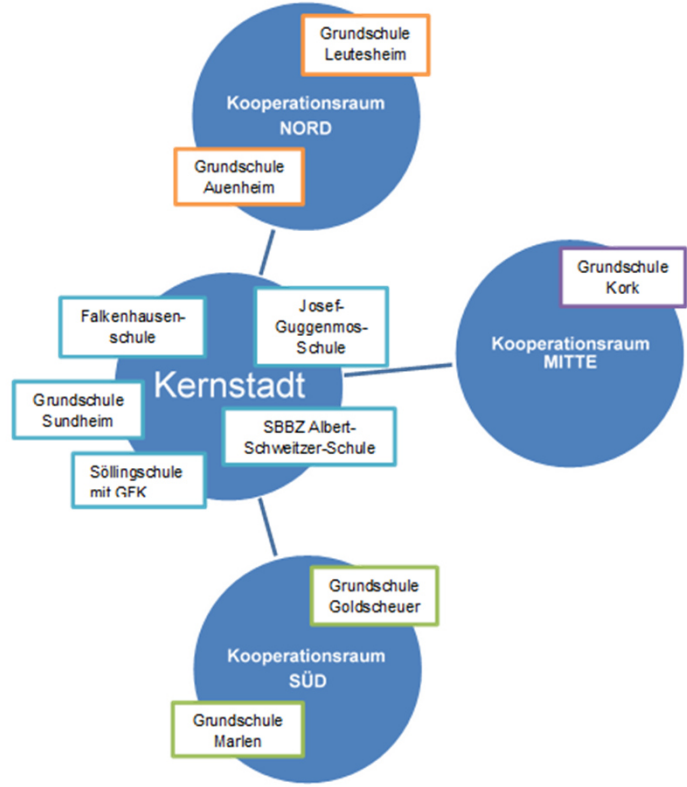 Grundschule
Leutesheim
Kooperationsraum
NORD
Grundschule
Auenheim
Grundschule
Kork
Kooperationsraum
MITTE
Falkenhausen-
schule
Josef-
Guggenmos-
Schule
Kernstadt
Grundschule
Sundheim
SBBZ Albert-
Schweitzer-Schule
Söllingschule
mit GFK
Grundschule
Goldscheuer
Kooperationsraum
SÜD
Grundschule
Marlen